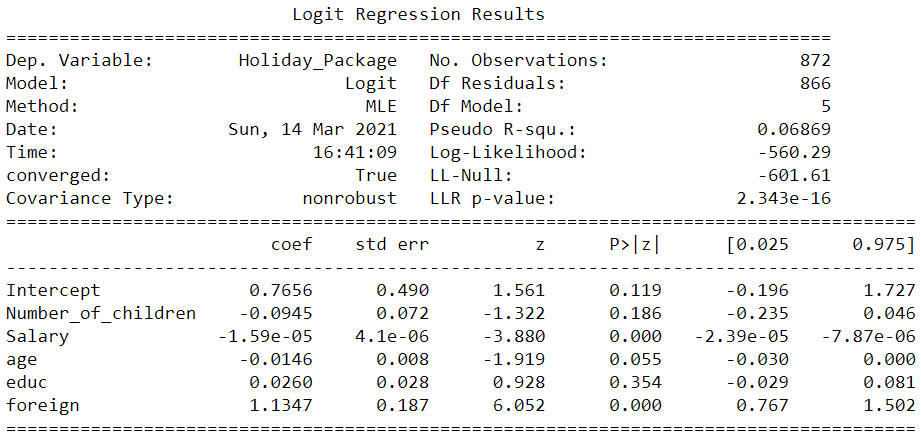 Logit Regression Results
==============================================================================
Dep. Variable: Holiday_Package No. Observations: 872
Model: Logit Df Residuals: 866
Method: MLE Df Model: 5
Date: Sun, 14 Mar 2021 Pseudo R-squ.: 0.06869
Time: 16:41:09 Log-Likelihood: -560.29
converged: True LL-Null: -601.61
Covariance Type: nonrobust LLR p-value: 2.343e-16
======================================================================================
coef std err z P>|z| [0.025 0.975]
--------------------------------------------------------------------------------------
Intercept 0.7656 0.490 1.561 0.119 -0.196 1.727
Number_of_children -0.0945 0.072 -1.322 0.186 -0.235 0.046
Salary -1.59e-05 4.1e-06 -3.880 0.000 -2.39e-05 -7.87e-06
age -0.0146 0.008 -1.919 0.055 -0.030 0.000
educ 0.0260 0.028 0.928 0.354 -0.029 0.081
foreign 1.1347 0.187 6.052 0.000 0.767 1.502
======================================================================================